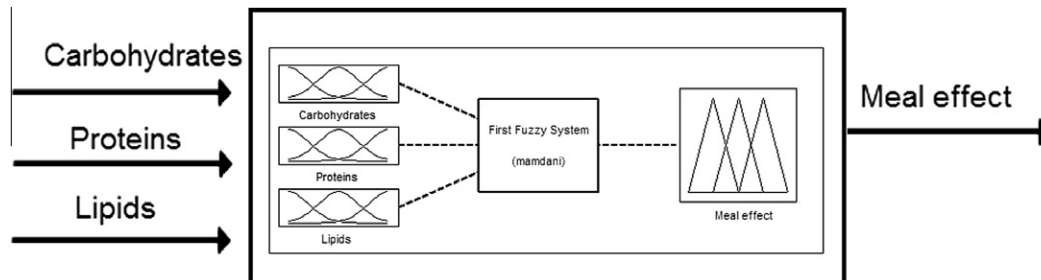 Carbohydrates
Proteins
Lipids
Carbohydrates
Proteins
Lipids
First Fuzzy System
(mamdani)
Meal effect
Meal effect